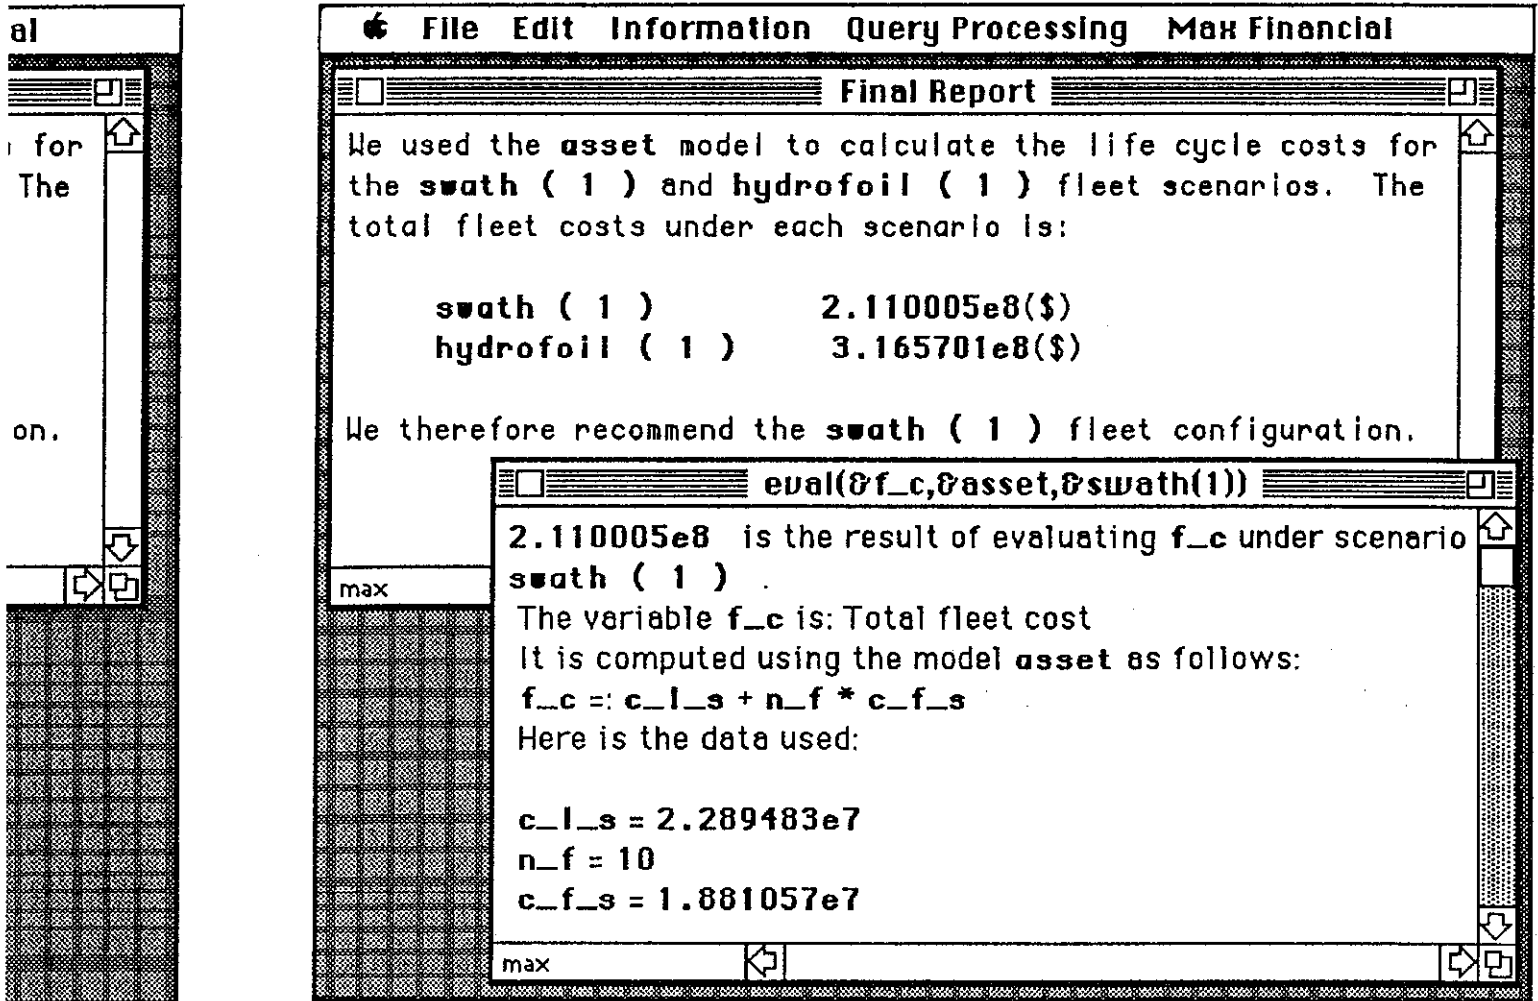 al
for
The
on.
File Edit Information Query Processing Max Financial
Final Report
We used the asset model to calculate the life cycle costs for
the swath ( 1 ) and hydrofoil ( 1 ) fleet scenarios. The
total fleet costs under each scenario is:
swath ( 1 ) 2.110005e8($)
hydrofoil ( 1 ) 3.165701e8($)
We therefore recommend the swath ( 1 ) fleet configuration.
max
eval(&f_c,&asset,&swath(1))
2.110005e8 is the result of evaluating f_c under scenario
swath ( 1 ) .
The variable f_c is: Total fleet cost
It is computed using the model asset as follows:
f_c =: c_l_s + n_f * c_f_s
Here is the data used:
c_l_s = 2.289483e7
n_f = 10
c_f_s = 1.881057e7
max